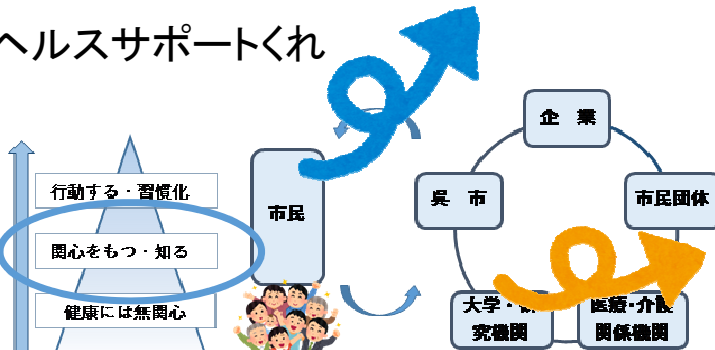 ヘルスサポートくれ
行動する・習慣化
関心をもつ・知る
健康には無関心
市民
企　業
呉　市
市民団体
大学・
究機関
医療・介護
関係機関